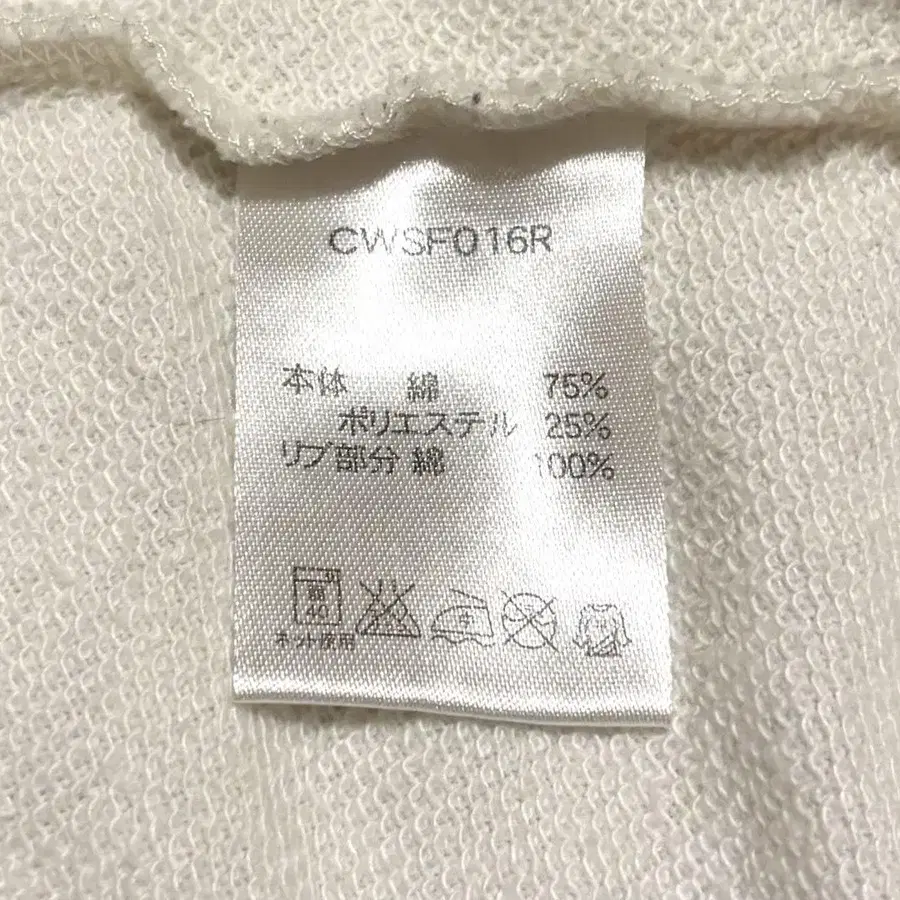 CWSF016R
本体 綿 75%
ポリエステル 25%
リブ部分 綿 100%
40
ネット使用